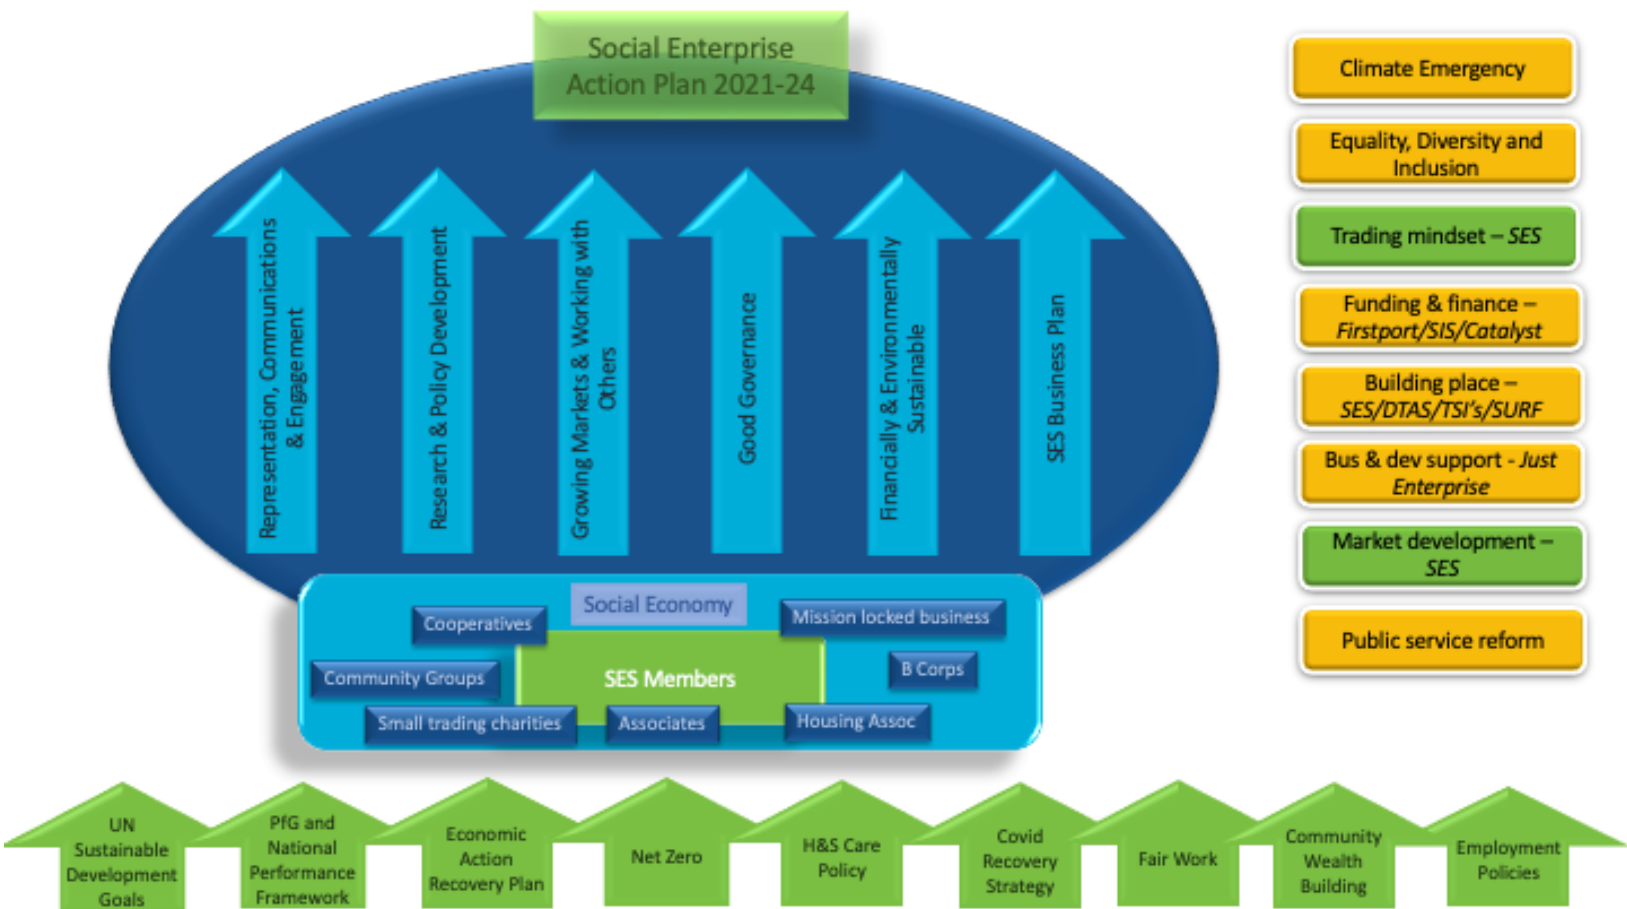 Social Enterprise
Action Plan 2021-24
Representation, Communications
& Engagement
Research & Policy Development
Growing Markets & Working with
Others
Good Governance
Financially & Environmentally
Sustainable
SES Business Plan
Social Economy
Cooperatives
Mission locked business
Community Groups
SES Members
B Corps
Small trading charities
Associates
Housing Assoc
Climate Emergency
Equality, Diversity and
Inclusion
Trading mindset – SES
Funding & finance –
Firstport/SIS/Catalyst
Building place –
SES/DTAS/TSI's/SURF
Bus & dev support - Just
Enterprise
Market development –
SES
Public service reform
UN
Sustainable
Development
Goals
PfG and
National
Performance
Framework
Economic
Action
Recovery Plan
Net Zero
H&S Care
Policy
Covid
Recovery
Strategy
Fair Work
Community
Wealth
Building
Employment
Policies